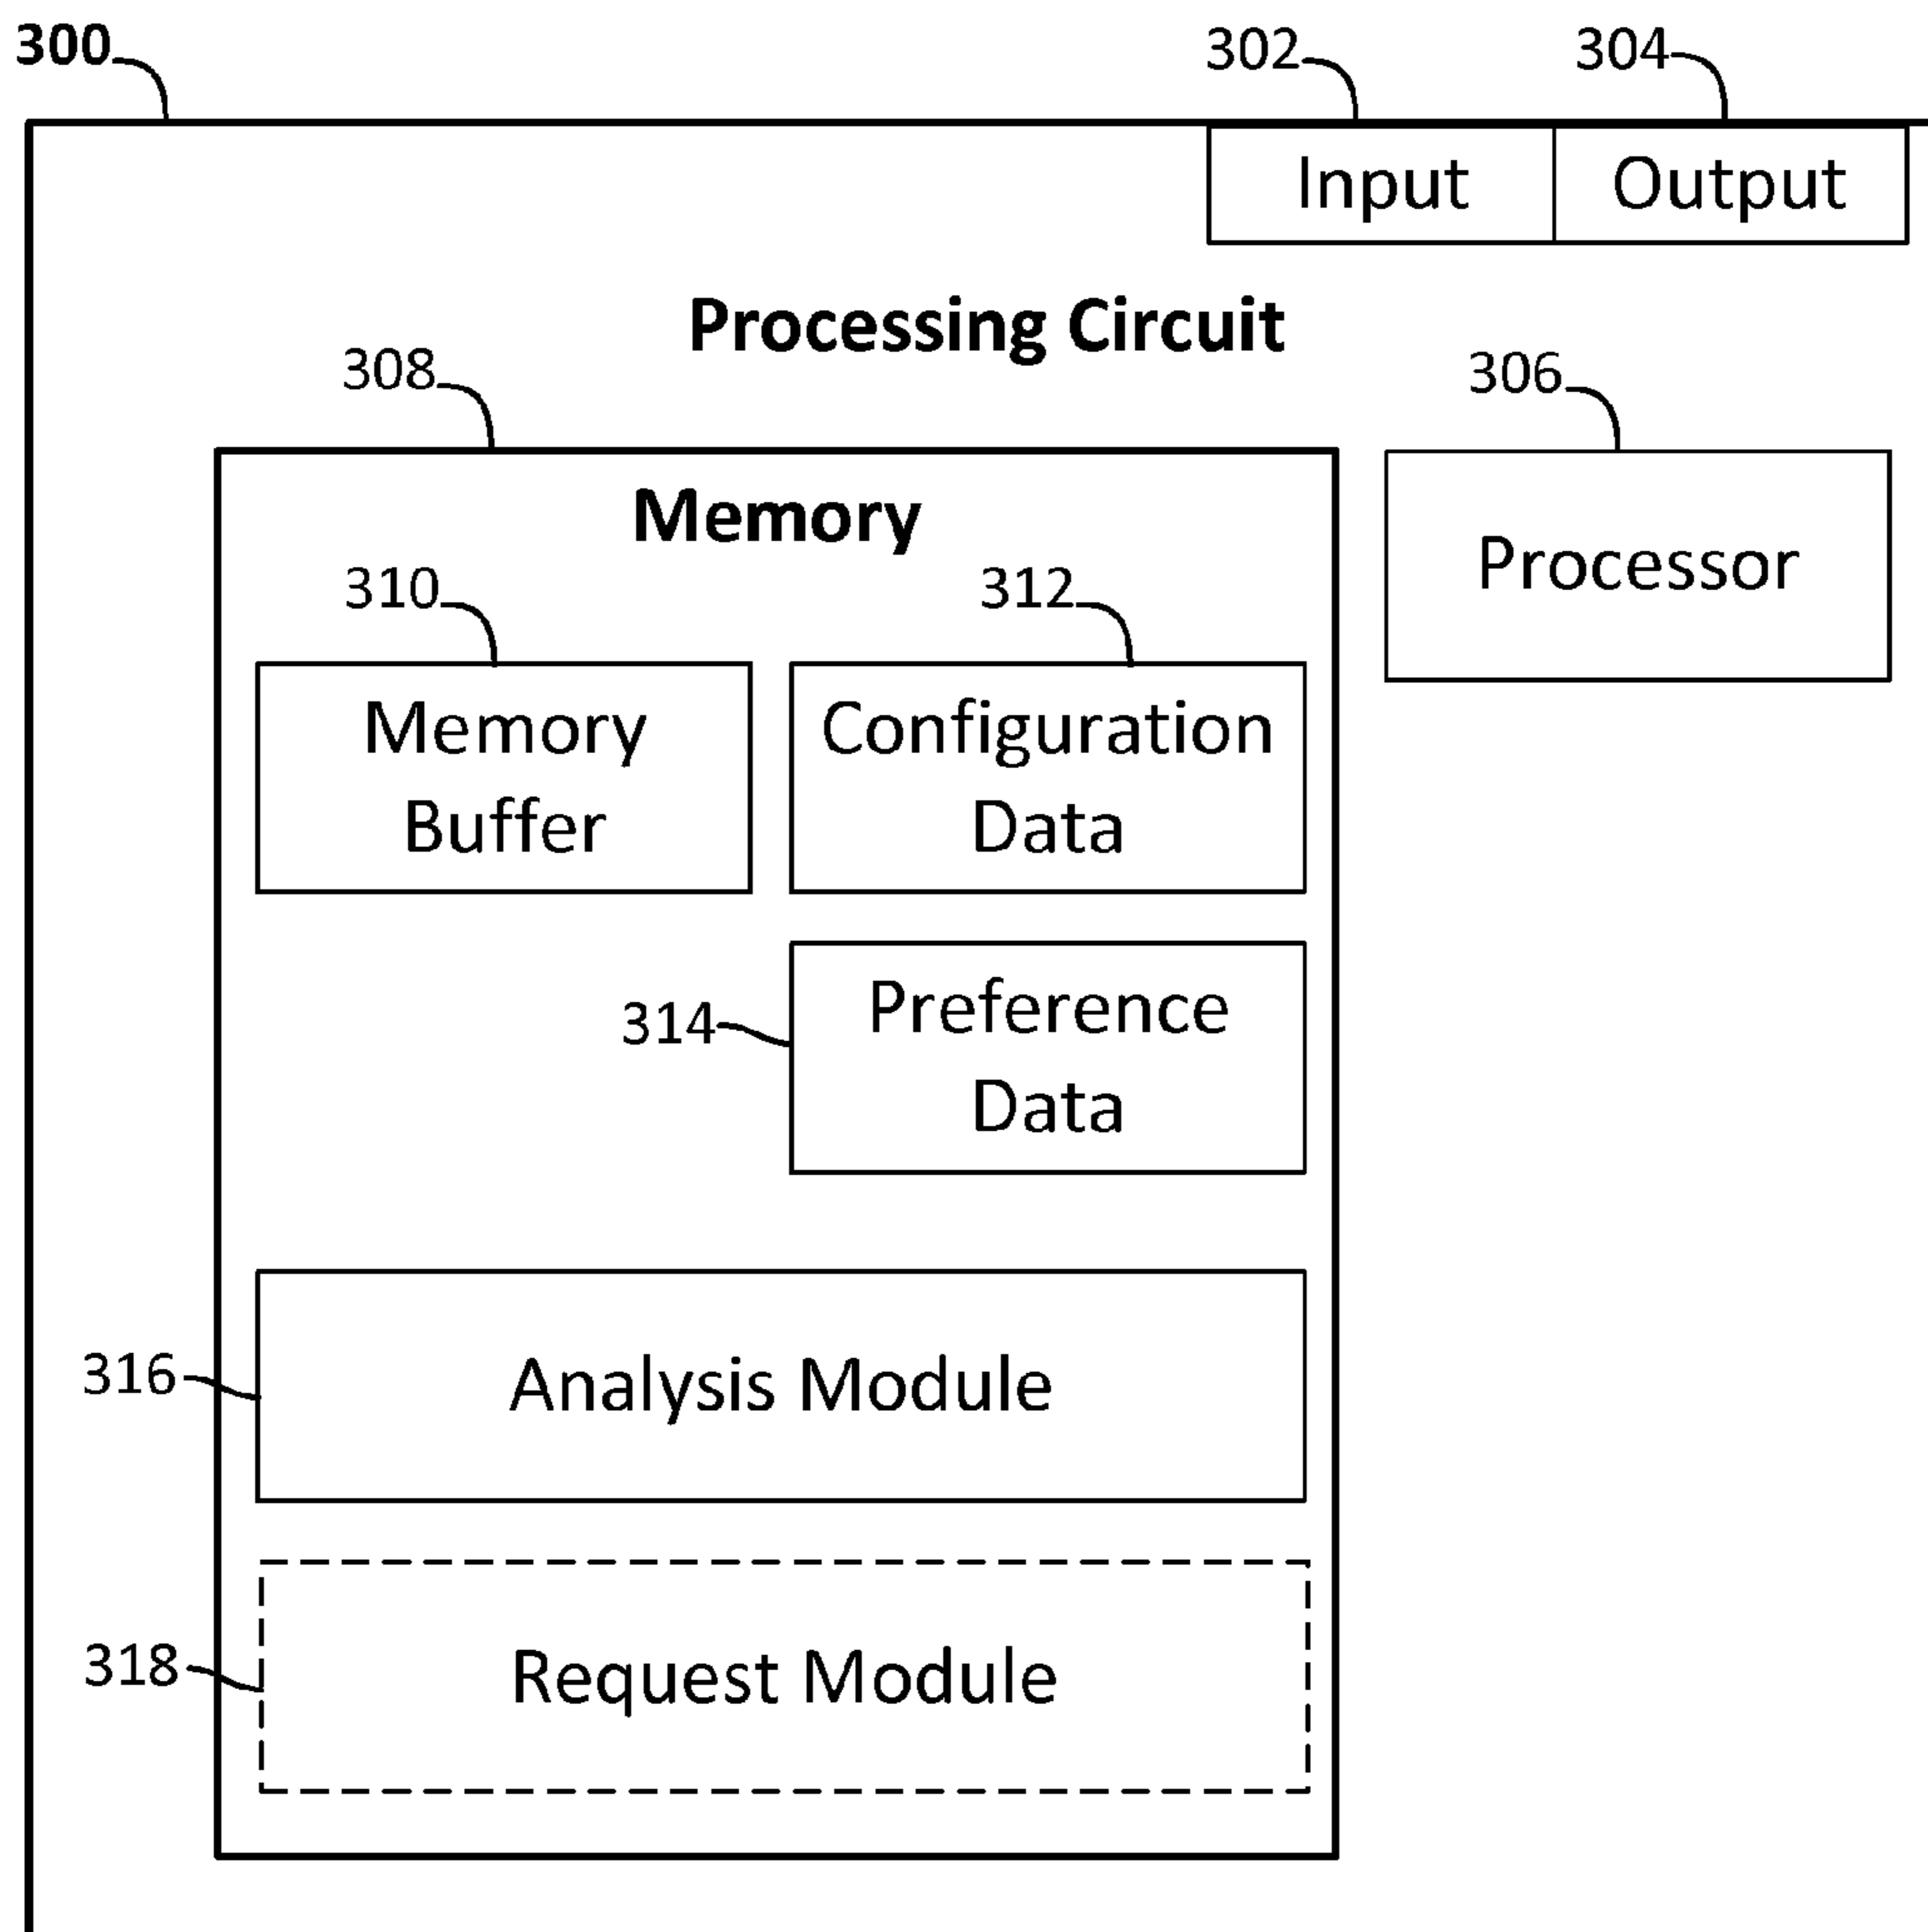 300
302
304
Input
Output
Processing Circuit
308
306
Memory
Processor
310
312
Memory
Buffer
Configuration
Data
314
Preference
Data
316
Analysis Module
318
Request Module